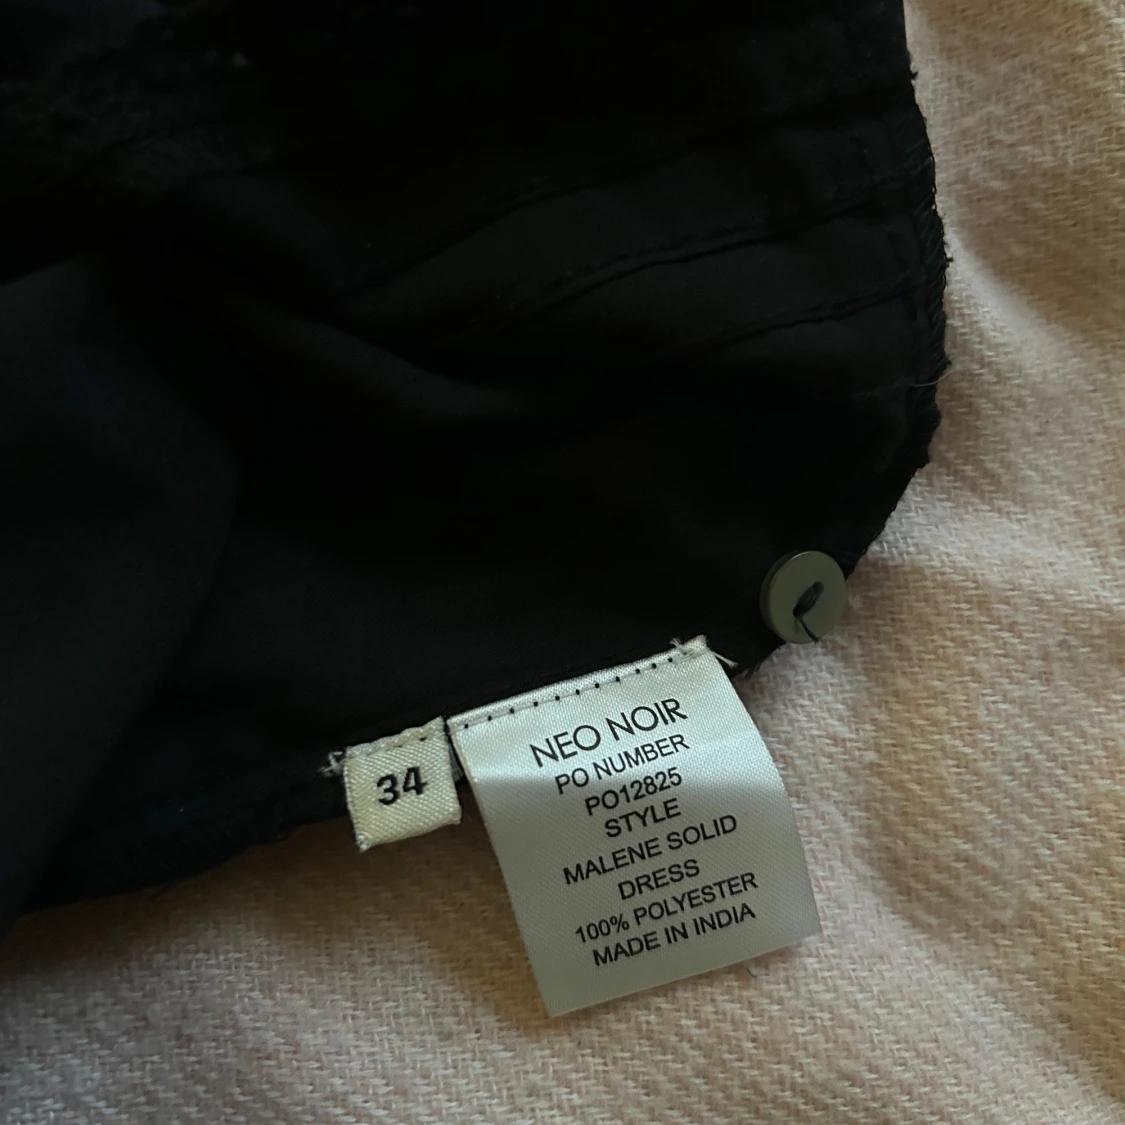 34
NEO NOIR
PO NUMBER
PO12825
STYLE
MALENE SOLID
DRESS
100% POLYESTER
MADE IN INDIA